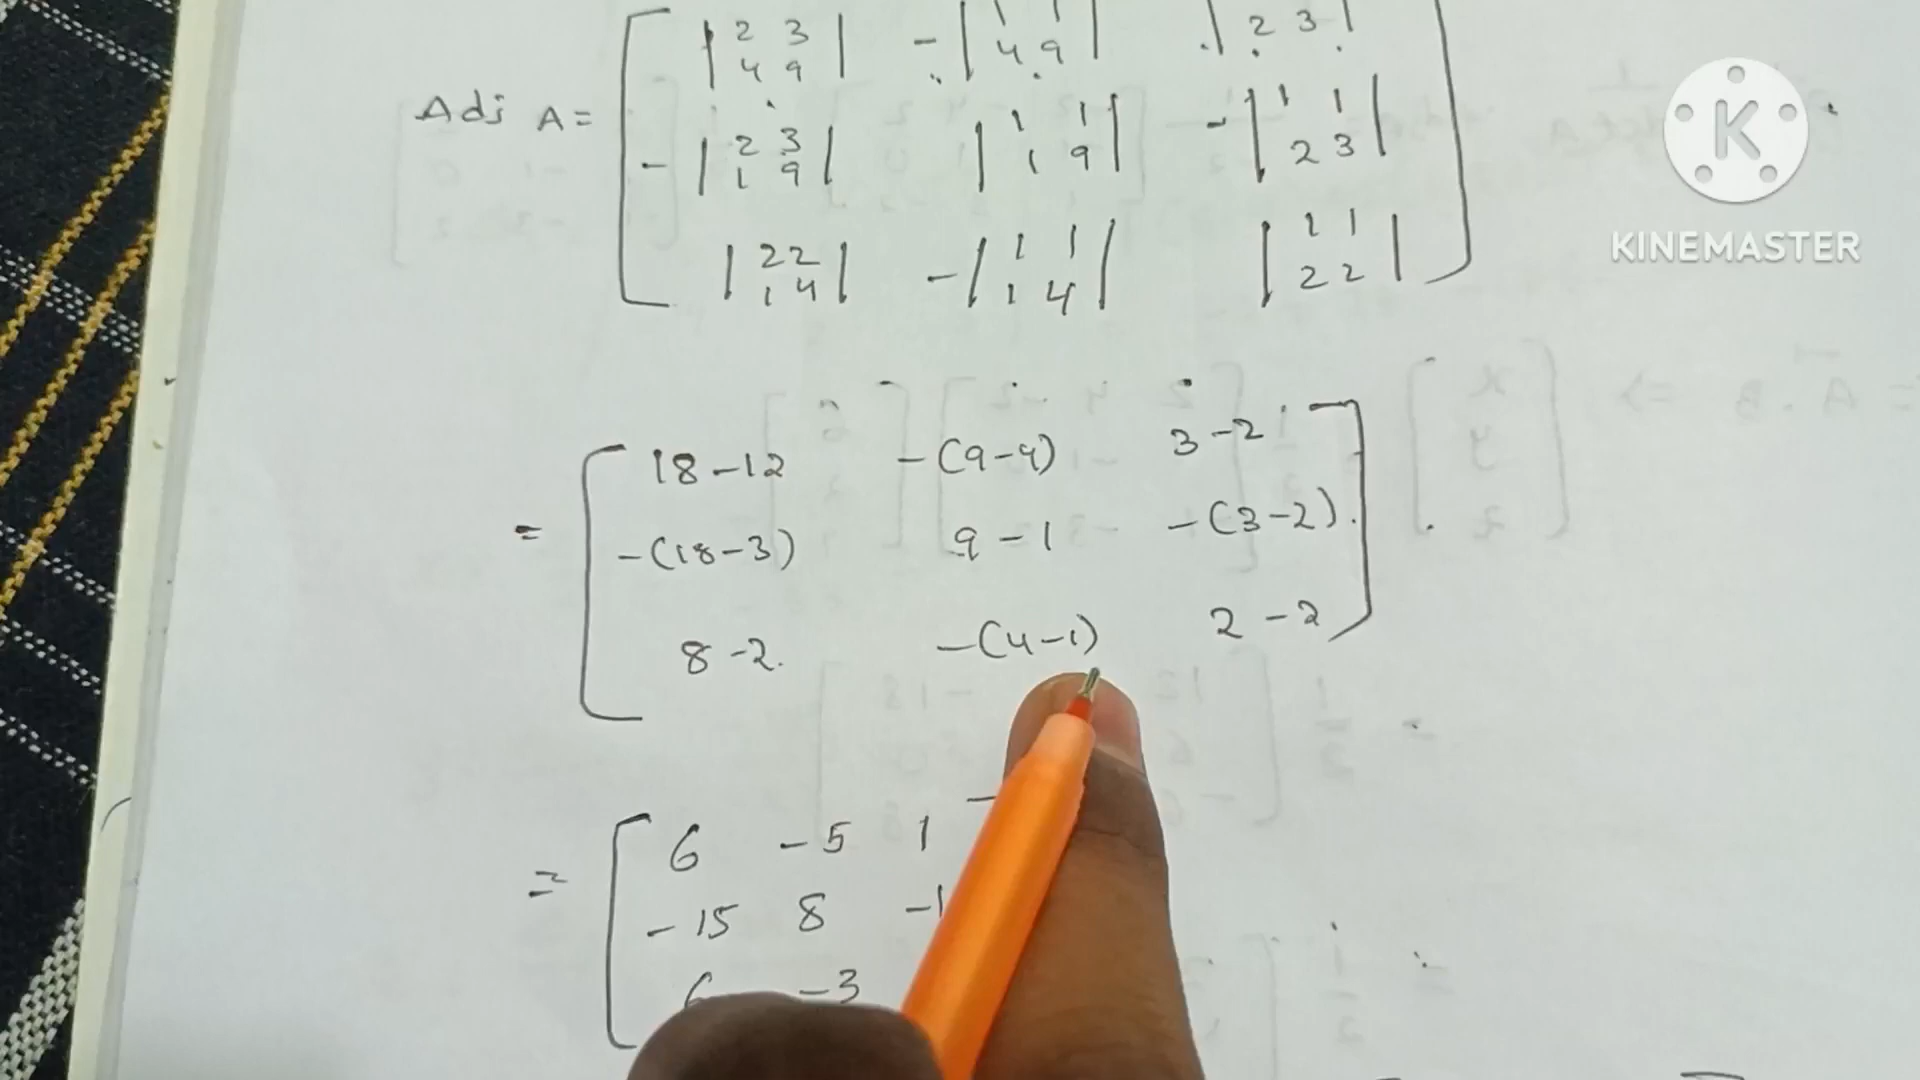 |2 3| -|1 1| |2 3|
|4 9| |4 9|
Adj A =
-|2 3| |1 1| -|1 1|
|1 9| |1 9| |2 3|
|2 2| -|1 1| |1 1|
|1 4| |1 4| |2 2|
K
KINEMASTER
18-12 -(9-4) 3-2
= -(18-3) 9-1 -(3-2).
8-2. -(4-1) 2-2
6 -5 1
= -15 8 -1
6 -3